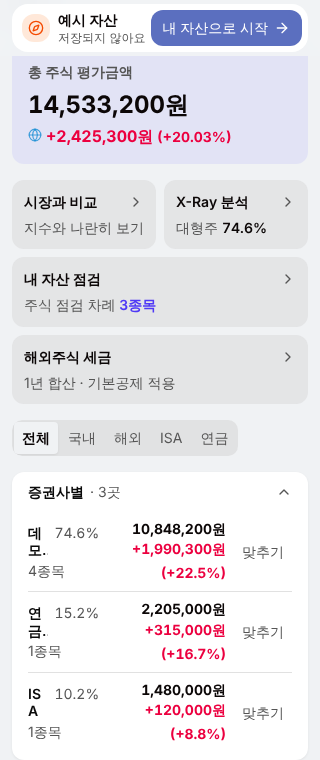 예시 자산
저장되지 않아요
내 자산으로 시작 →
총 주식 평가금액
14,533,200원
+2,425,300원 (+20.03%)
시장과 비교
지수와 나란히 보기
X-Ray 분석
대형주 74.6%
내 자산 점검
주식 점검 차례 3종목
해외주식 세금
1년 합산 · 기본공제 적용
전체 국내 해외 ISA 연금
증권사별 · 3곳
데모.. 74.6%
4종목
10,848,200원
+1,990,300원
(+22.5%)
맞추기
연금.. 15.2%
1종목
2,205,000원
+315,000원
(+16.7%)
맞추기
ISA 10.2%
1종목
1,480,000원
+120,000원
(+8.8%)
맞추기